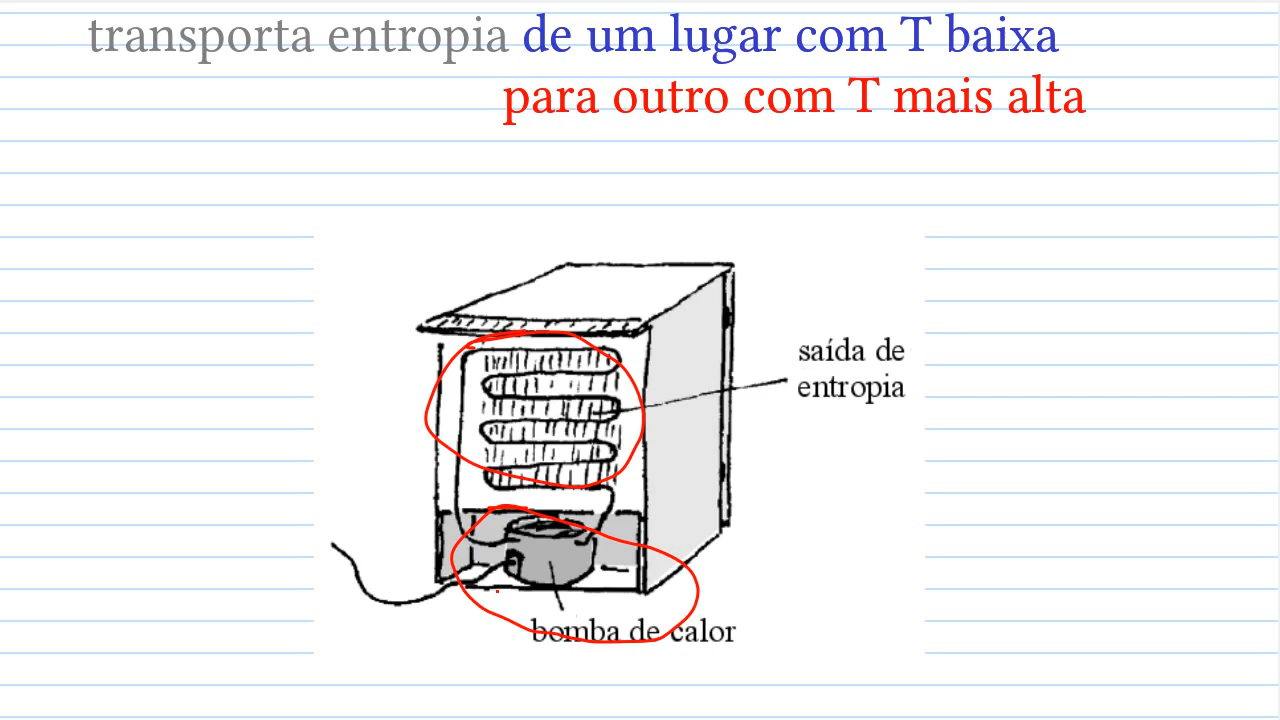 transporta entropia de um lugar com T baixa
para outro com T mais alta
saída de
entropia
bomba de calor